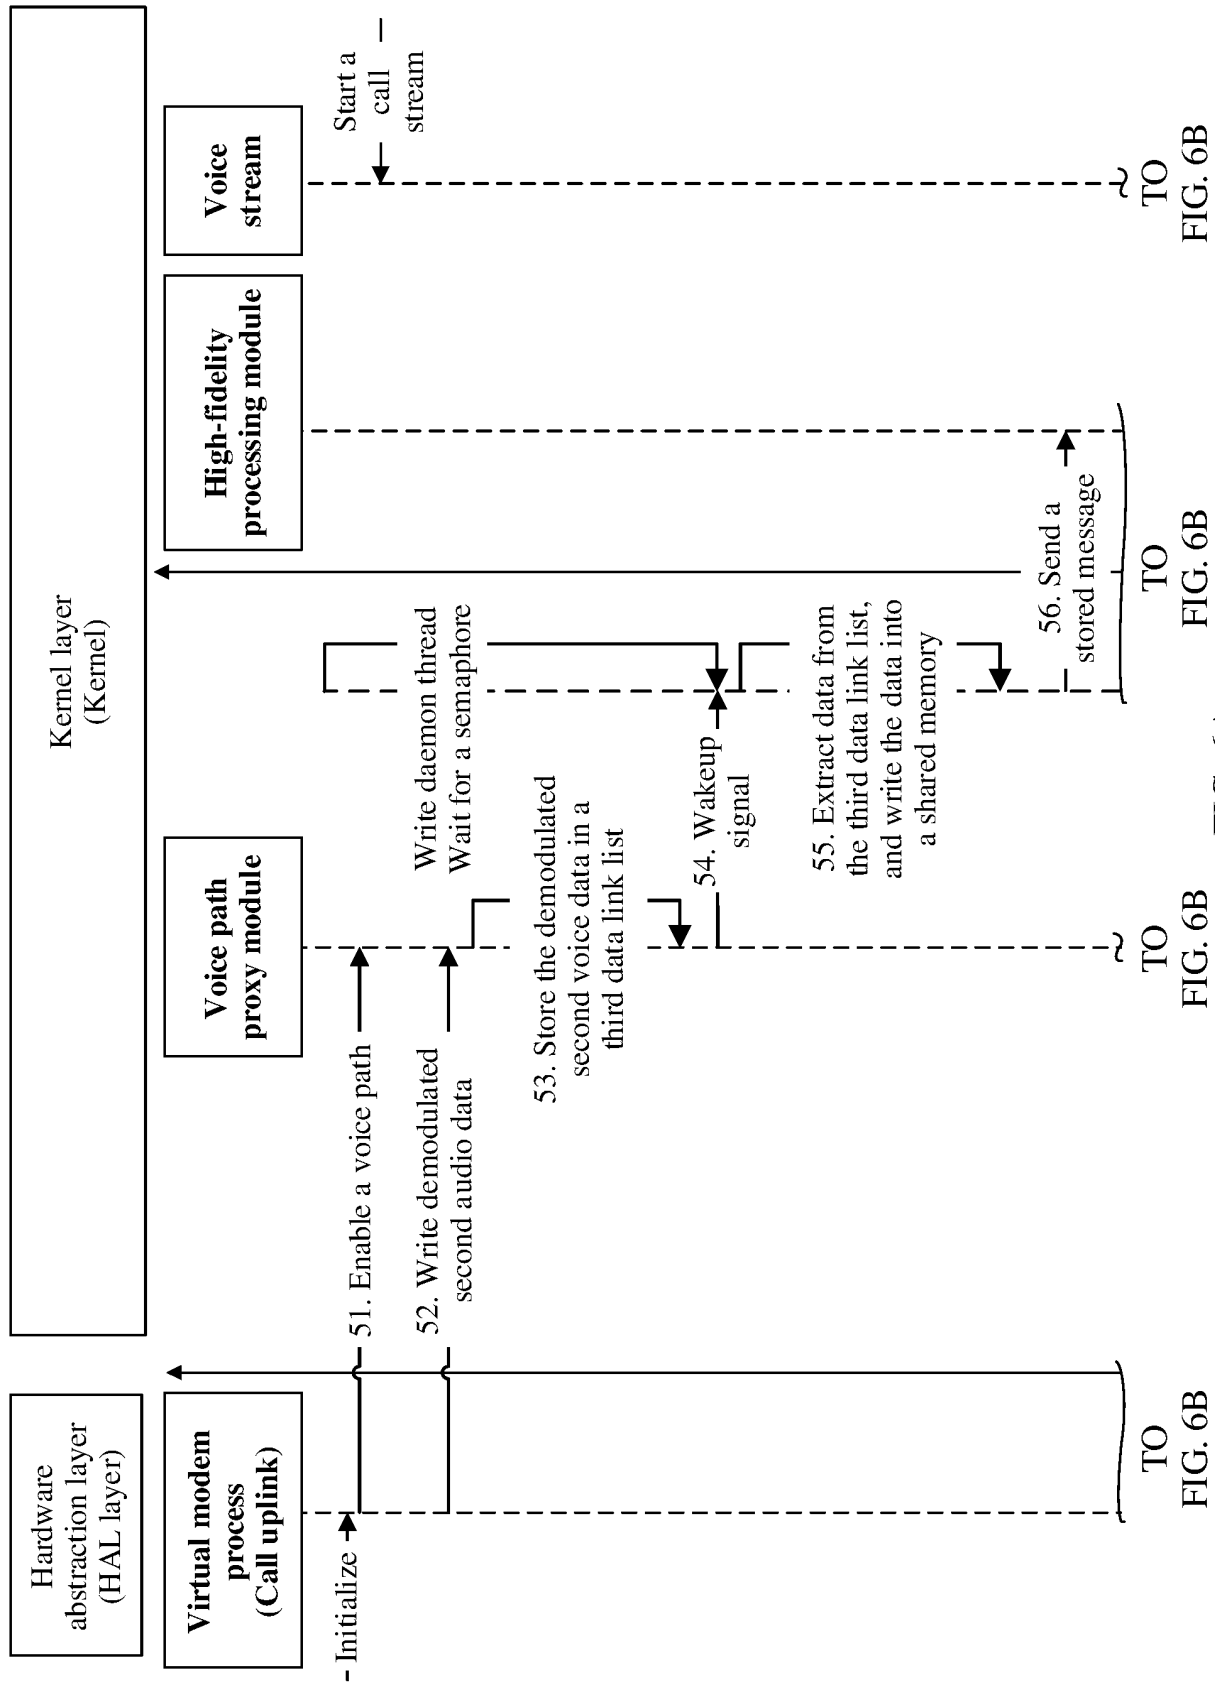 Hardware
abstraction layer
(HAL layer)
Kernel layer
(Kernel)
Virtual modem
process
(Call uplink)
Voice path
proxy module
High-fidelity
processing module
Voice
stream
Initialize
51. Enable a voice path
52. Write demodulated
second audio data
53. Store the demodulated
second voice data in a
third data link list
Write daemon thread
Wait for a semaphore
54. Wakeup
signal
55. Extract data from
the third data link list,
and write the data into
a shared memory
56. Send a
stored message
Start a
call
stream
TO
FIG. 6B
TO
FIG. 6B
TO
FIG. 6B
TO
FIG. 6B